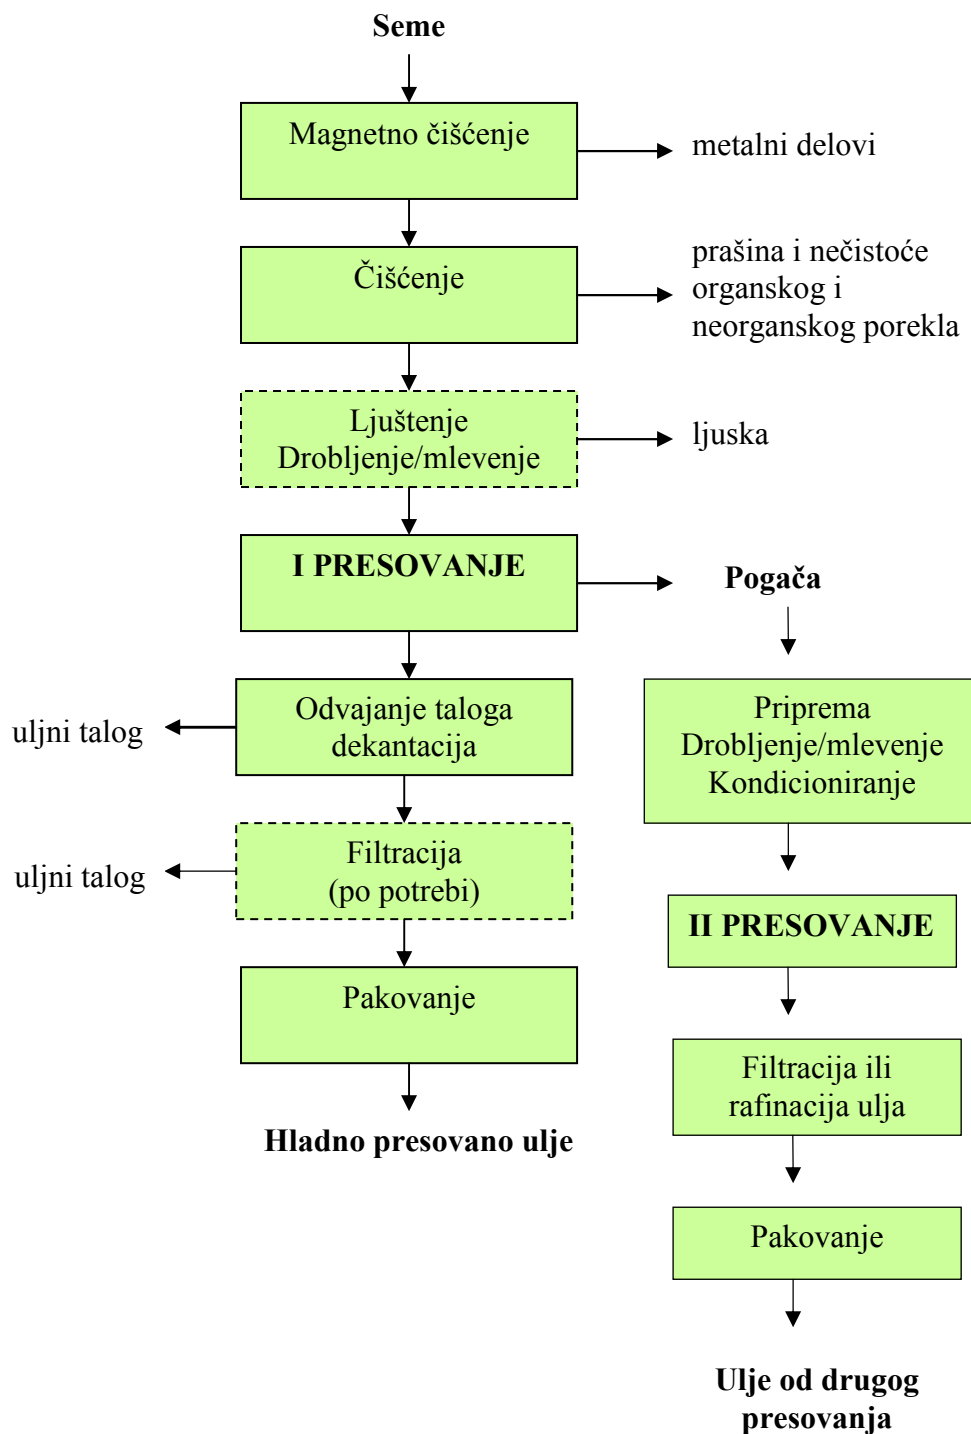 Seme
Magnetno čišćenje
metalni delovi
Čišćenje
prašina i nečistoće
organskog i
neorganskog porekla
Ljuštenje
Drobljenje/mlevenje
ljuska
I PRESOVANJE
Pogača
uljni talog
Odvajanje taloga
dekantacija
Priprema
Drobljenje/mlevenje
Kondicioniranje
uljni talog
Filtracija
(po potrebi)
II PRESOVANJE
Pakovanje
Filtracija ili
rafinacija ulja
Hladno presovano ulje
Pakovanje
Ulje od drugog
presovanja